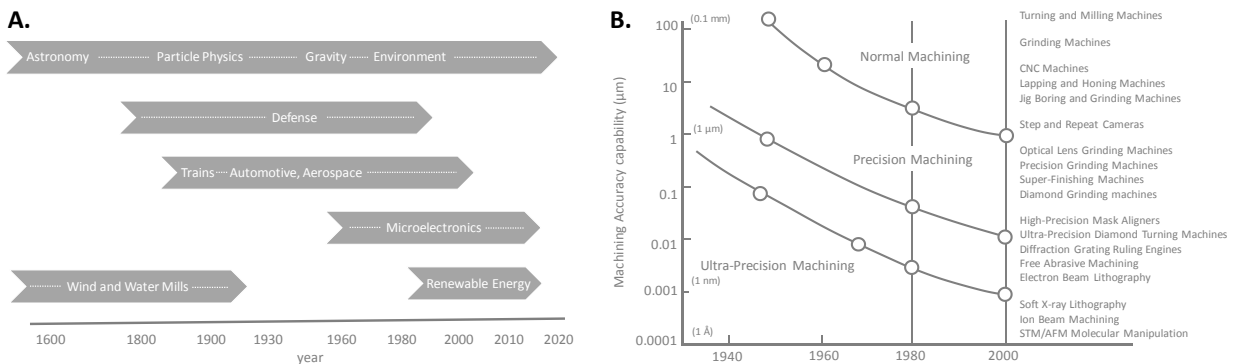 A.
Astronomy Particle Physics Gravity Environment
Defense
Trains Automotive, Aerospace
Microelectronics
Wind and Water Mills
Renewable Energy
1600 1800 1900 1930 1980 2000 2010 2020
year
B.
Machining Accuracy capability (µm)
100
10
1
0.1
0.01
0.001
0.0001
(0.1 mm)
(1 µm)
(1 nm)
(1 Å)
Normal Machining
Precision Machining
Ultra-Precision Machining
1940 1960 1980 2000
Turning and Milling Machines
Grinding Machines
CNC Machines
Lapping and Honing Machines
Jig Boring and Grinding Machines
Step and Repeat Cameras
Optical Lens Grinding Machines
Precision Grinding Machines
Super-Finishing Machines
Diamond Grinding machines
High-Precision Mask Aligners
Ultra-Precision Diamond Turning Machines
Diffraction Grating Ruling Engines
Free Abrasive Machining
Electron Beam Lithography
Soft X-ray Lithography
Ion Beam Machining
STM/AFM Molecular Manipulation